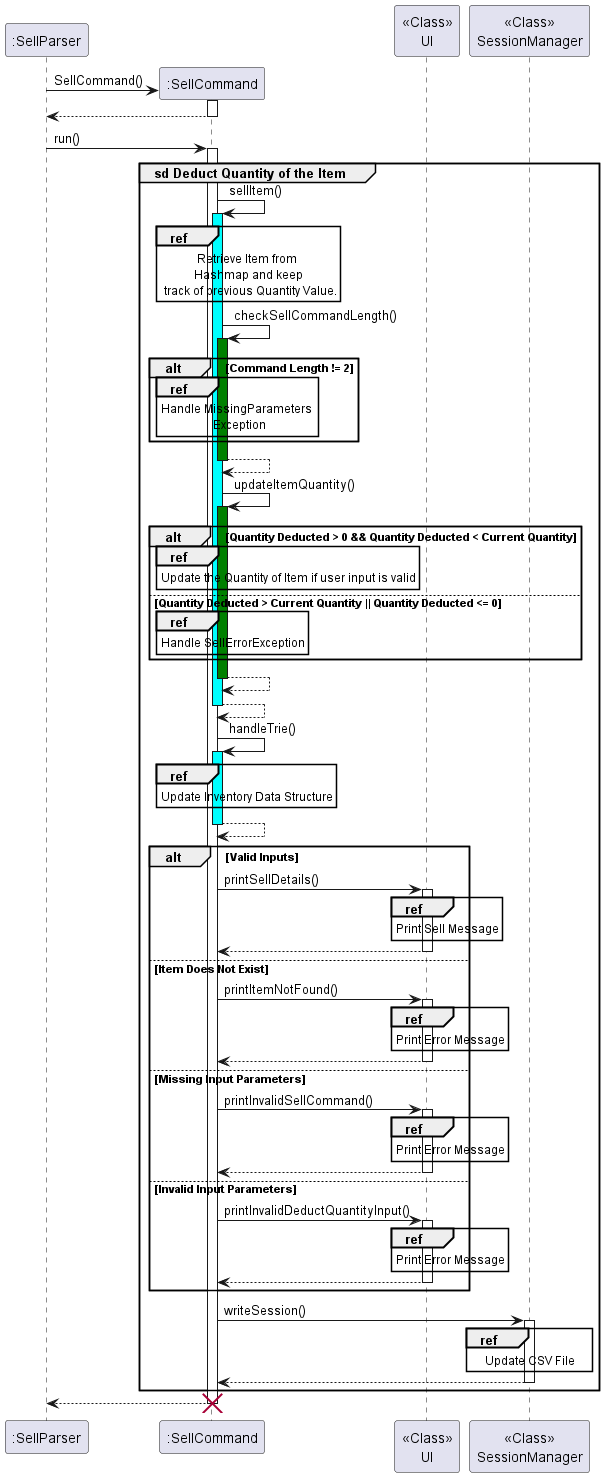 «Class»
«Class»
:SellParser
UI
SessionManager
SellCommand()
:SellCommand
run()
sd Deduct Quantity of the Item
sellItem()
ref
Retrieve Item from
Hashmap and keep
track of previous Quantity Value.
checkSellCommandLength()
alt [Command Length != 2]
ref
Handle MissingParameters
Exception
updateItemQuantity()
alt [Quantity Deducted > 0 && Quantity Deducted < Current Quantity]
ref
Update the Quantity of Item if user input is valid
[Quantity Deducted > Current Quantity || Quantity Deducted <= 0]
ref
Handle SellErrorException
handleTrie()
ref
Update Inventory Data Structure
alt [Valid Inputs]
printSellDetails()
ref
Print Sell Message
[Item Does Not Exist]
printItemNotFound()
ref
Print Error Message
[Missing Input Parameters]
printInvalidSellCommand()
ref
Print Error Message
[Invalid Input Parameters]
printInvalidDeductQuantityInput()
ref
Print Error Message
writeSession()
ref
Update CSV File
:SellParser
:SellCommand
«Class»
UI
«Class»
SessionManager